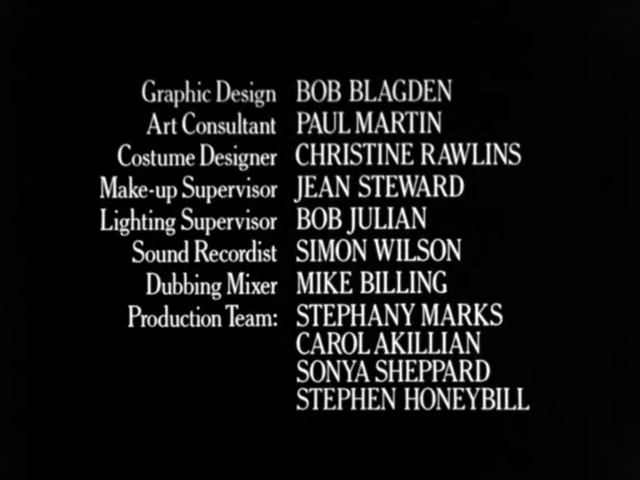 Graphic Design BOB BLAGDEN
Art Consultant PAUL MARTIN
Costume Designer CHRISTINE RAWLINS
Make-up Supervisor JEAN STEWARD
Lighting Supervisor BOB JULIAN
Sound Recordist SIMON WILSON
Dubbing Mixer MIKE BILLING
Production Team: STEPHANY MARKS
CAROL AKILLIAN
SONYA SHEPPARD
STEPHEN HONEYBILL